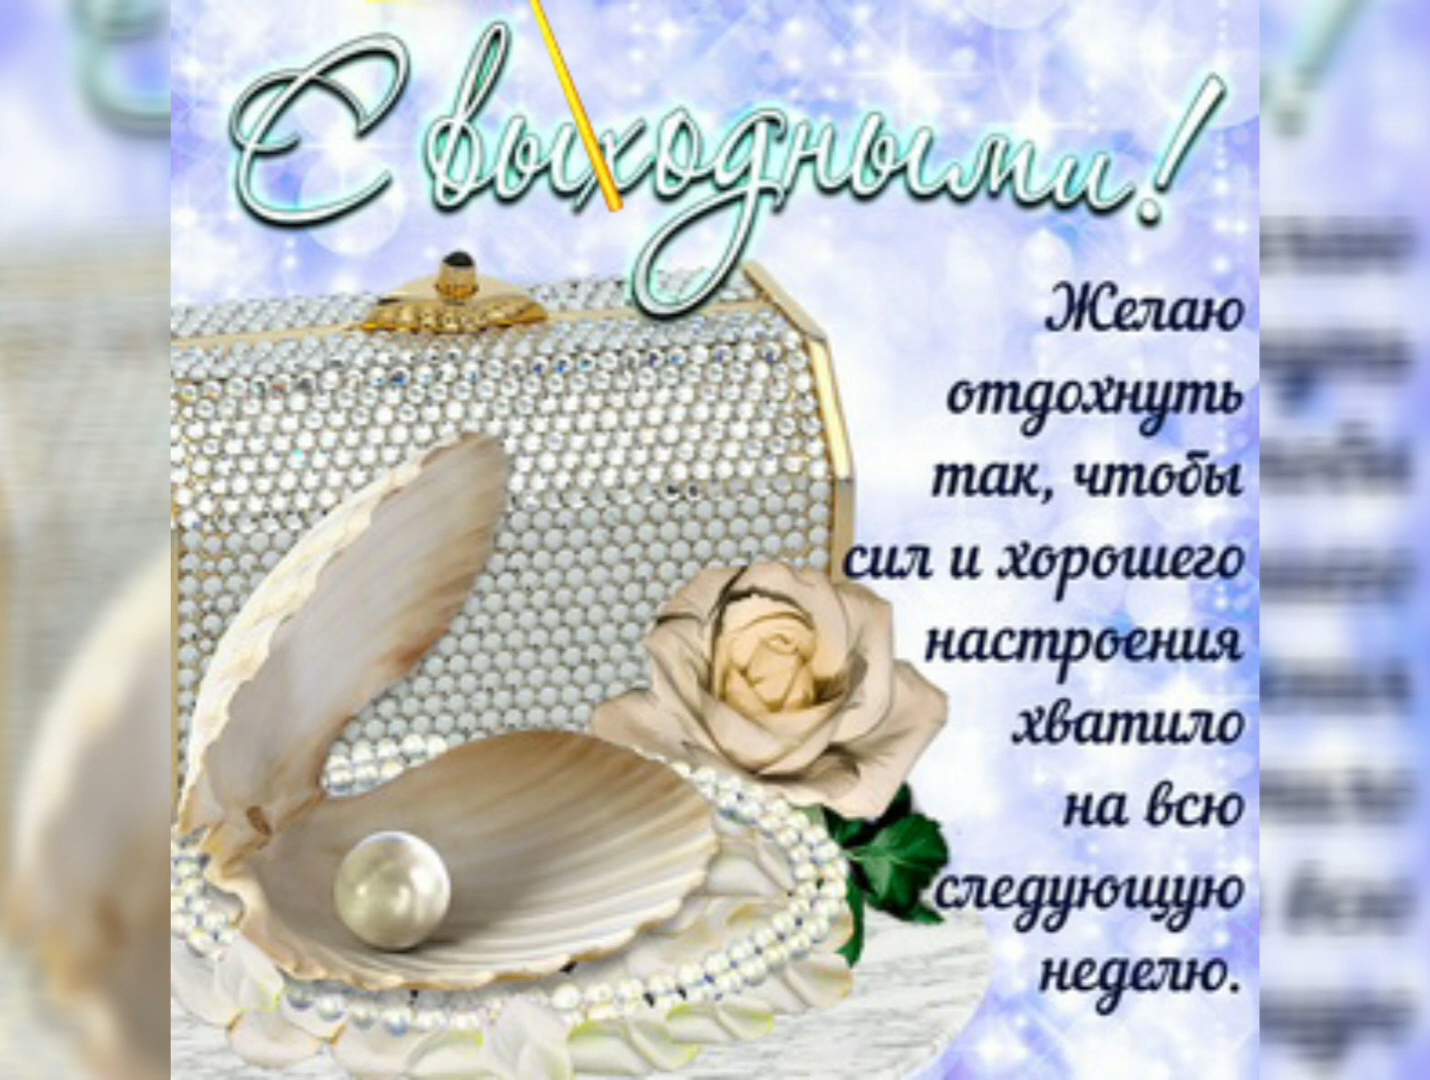 С выходными!
Желаю
отдохнуть
так, чтобы
сил и хорошего
настроения
хватило
на всю
следующую
неделю.